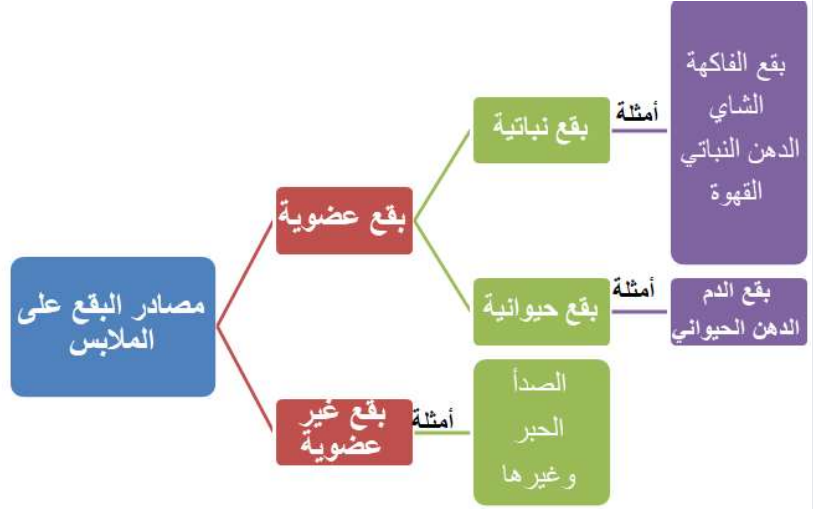 مصادر البقع على
الملابس
بقع عضوية
بقع نباتية
أمثلة
بقع الفاكهة
الشاي
الدهن النباتي
القهوة
بقع حيوانية
أمثلة
بقع الدم
الدهن الحيواني
بقع غير
عضوية
أمثلة
الصدأ
الحبر
وغيرها